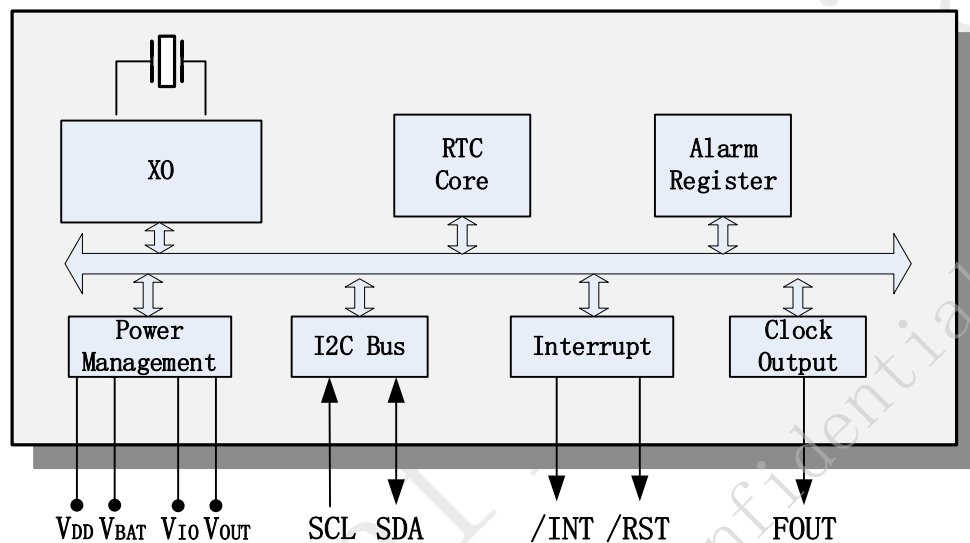 XO
RTC
Core
Alarm
Register
Power
Management
I2C Bus
Interrupt
Clock
Output
VDD VBAT VIO VOUT SCL SDA /INT /RST FOUT